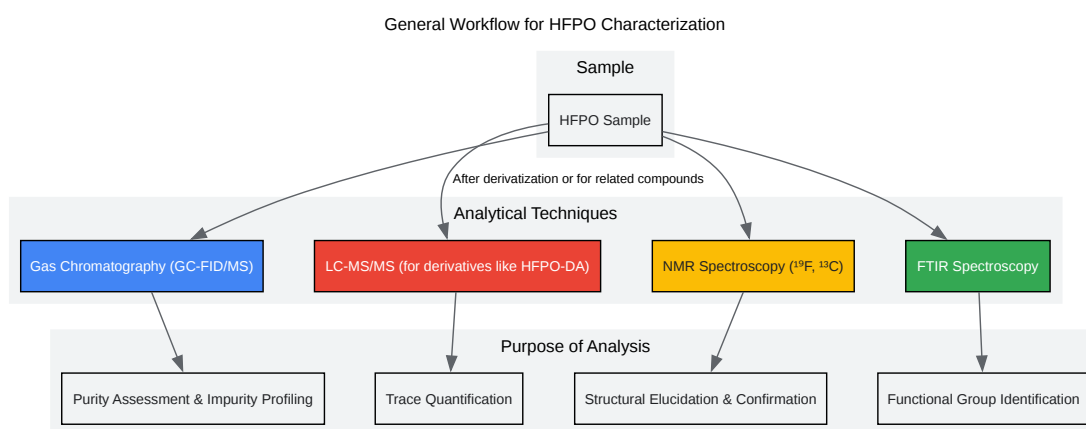 General Workflow for HFPO Characterization
Sample
HFPO Sample
After derivatization or for related compounds
Analytical Techniques
Gas Chromatography (GC-FID/MS)
LC-MS/MS (for derivatives like HFPO-DA)
NMR Spectroscopy (¹⁹F, ¹³C)
FTIR Spectroscopy
Purpose of Analysis
Purity Assessment & Impurity Profiling
Trace Quantification
Structural Elucidation & Confirmation
Functional Group Identification